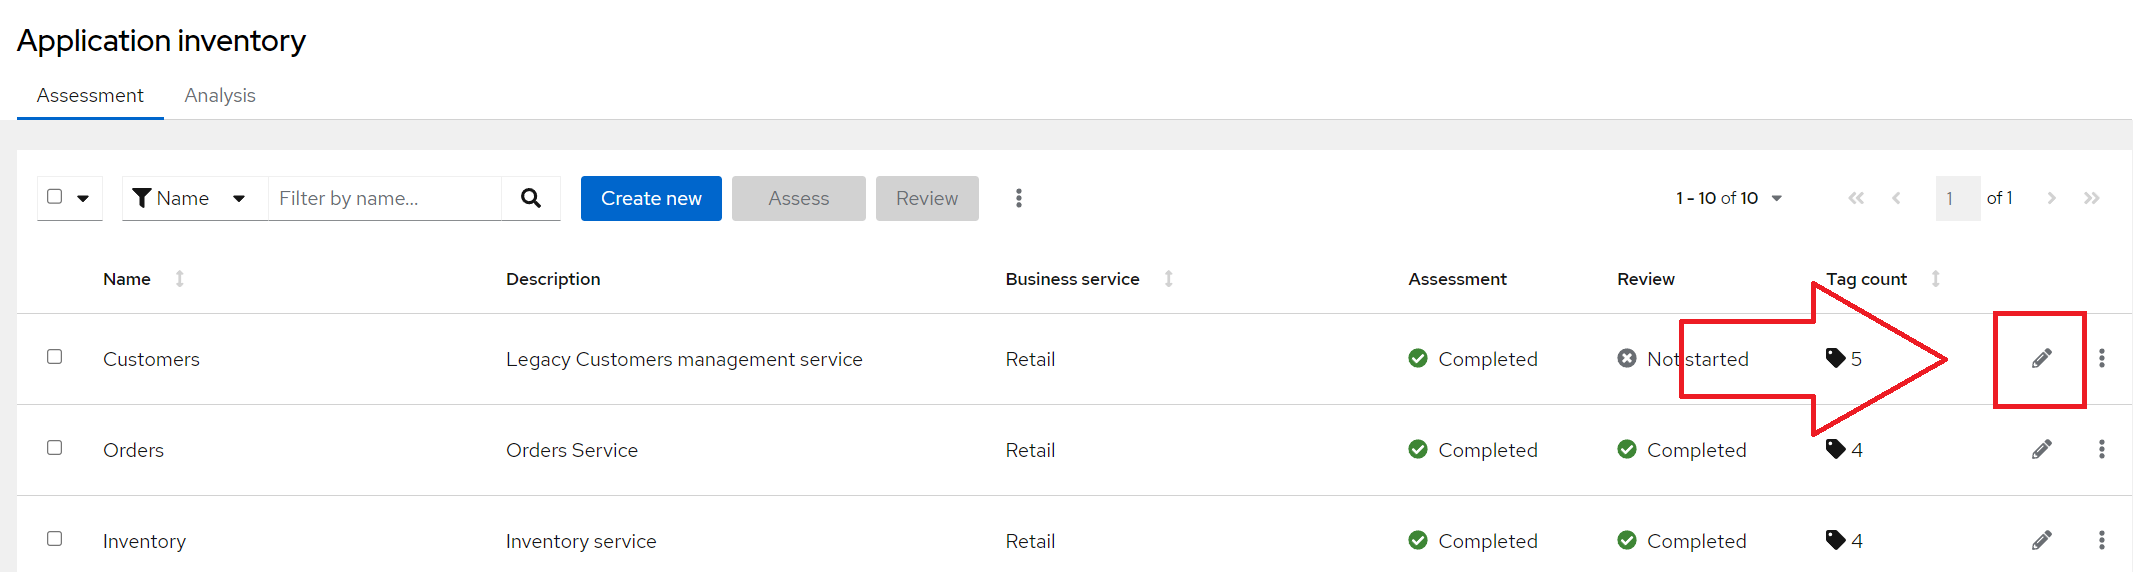 Application inventory
Assessment Analysis
Name Filter by name... Create new Assess Review 1 - 10 of 10 1 of 1
Name Description Business service Assessment Review Tag count
Customers Legacy Customers management service Retail Completed Not started 5
Orders Orders Service Retail Completed Completed 4
Inventory Inventory service Retail Completed Completed 4